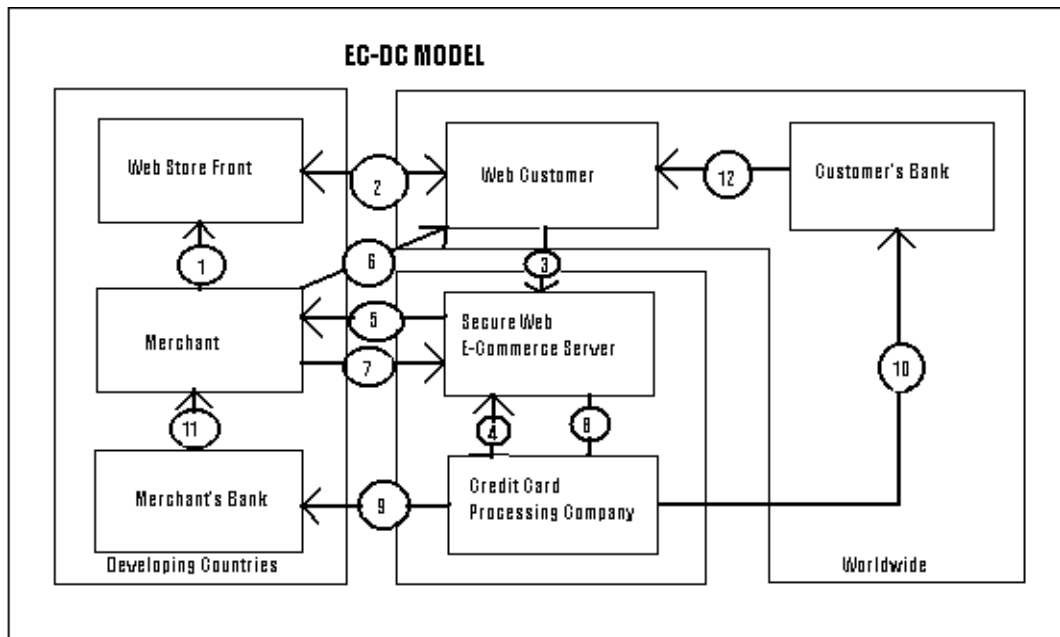 EC-DC MODEL
Web Store Front
2
Web Customer
12
Customer's Bank
1
6
3
Merchant
5
7
Secure Web
E-Commerce Server
10
11
4
8
Merchant's Bank
9
Credit Card
Processing Company
Developing Countries
Worldwide